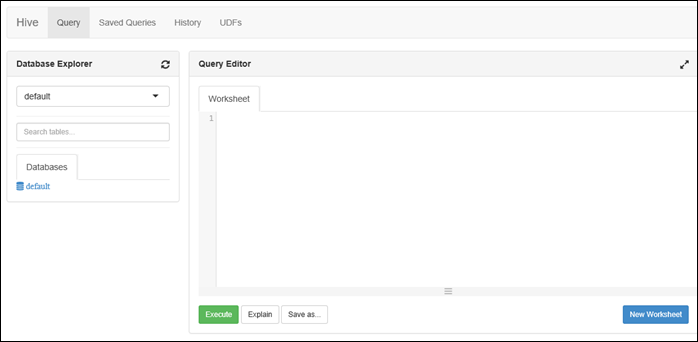 Hive Query Saved Queries History UDFs
Database Explorer
default
Search tables...
Databases
default
Query Editor
Worksheet
1
Execute Explain Save as... New Worksheet